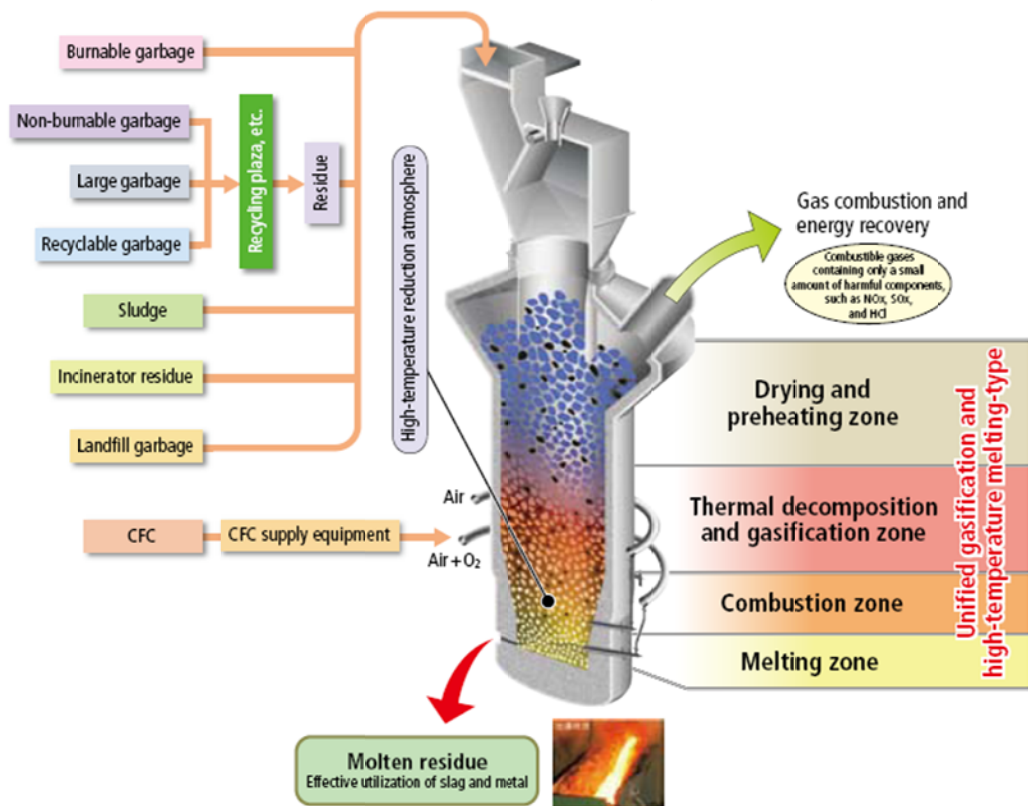 Burnable garbage
Non-burnable garbage
Large garbage
Recyclable garbage
Recycling plaza, etc.
Residue
Sludge
Incinerator residue
Landfill garbage
CFC
CFC supply equipment
High-temperature reduction atmosphere
Air
Air + O₂
Gas combustion and
energy recovery
Combustible gases
containing only a small
amount of harmful components,
such as NOx, SOx,
and HCl
Drying and
preheating zone
Thermal decomposition
and gasification zone
Combustion zone
Melting zone
Unified gasification and
high-temperature melting-type
Molten residue
Effective utilization of slag and metal